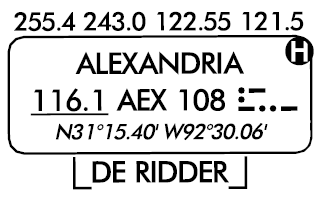 255.4 243.0 122.55 121.5
H
ALEXANDRIA
116.1 AEX 108
N31°15.40' W92°30.06'
DE RIDDER